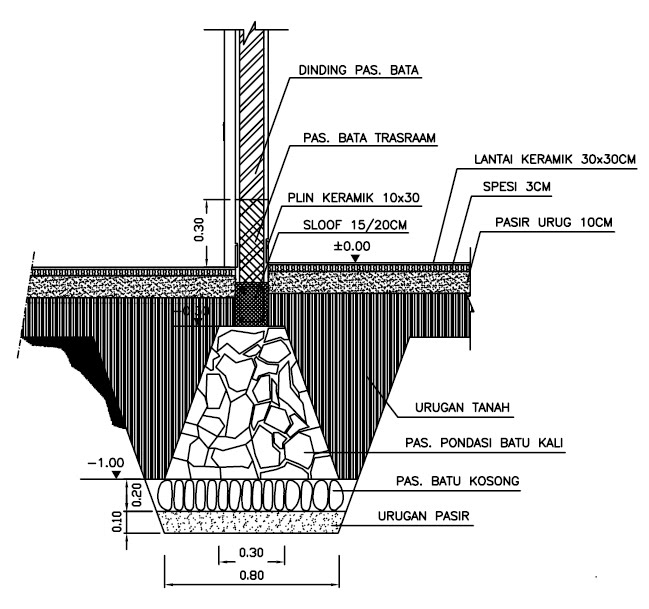 DINDING PAS. BATA
PAS. BATA TRASRAAM
LANTAI KERAMIK 30x30CM
SPESI 3CM
PLIN KERAMIK 10x30
PASIR URUG 10CM
SLOOF 15/20CM
0.30
±0.00
URUGAN TANAH
PAS. PONDASI BATU KALI
-1.00
PAS. BATU KOSONG
0.20
URUGAN PASIR
0.10
0.30
0.80